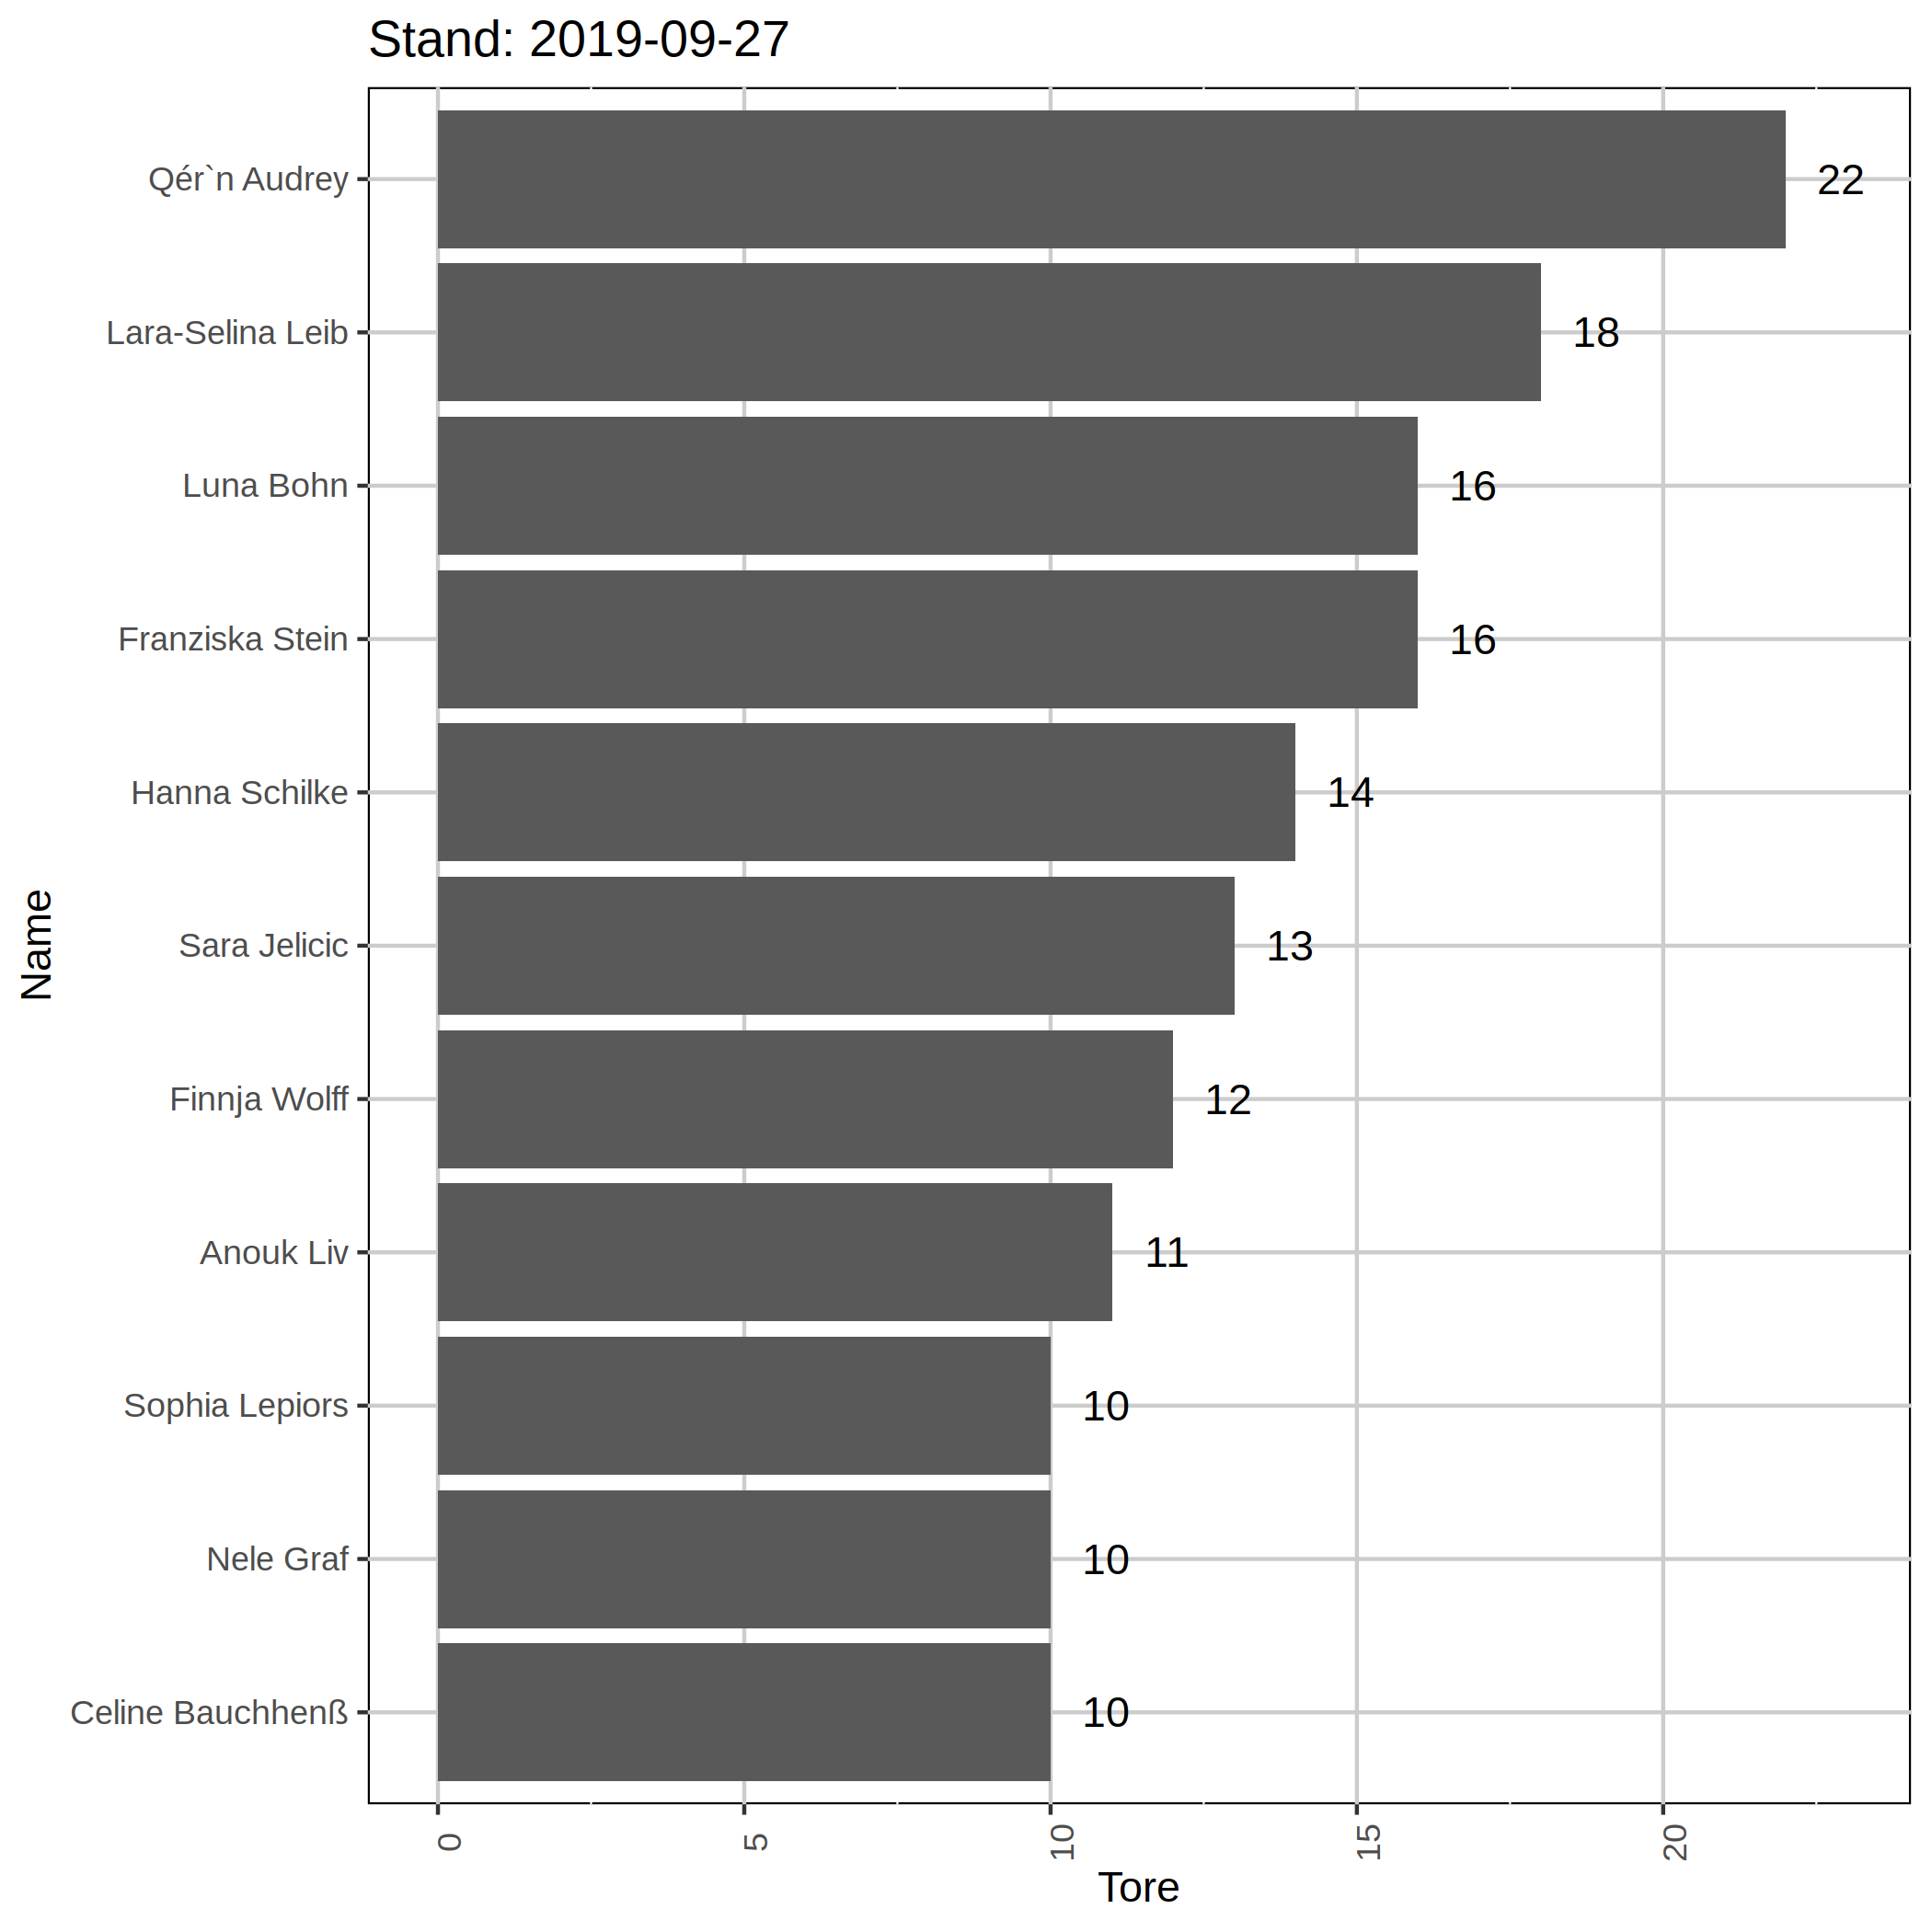 Stand: 2019-09-27
Qér`n Audrey
22
Lara-Selina Leib
18
Luna Bohn
16
Franziska Stein
16
Hanna Schilke
14
Sara Jelicic
13
Finnja Wolff
12
Anouk Liv
11
Sophia Lepiors
10
Nele Graf
10
Celine Bauchhenß
10
Name
0
5
10
15
20
Tore